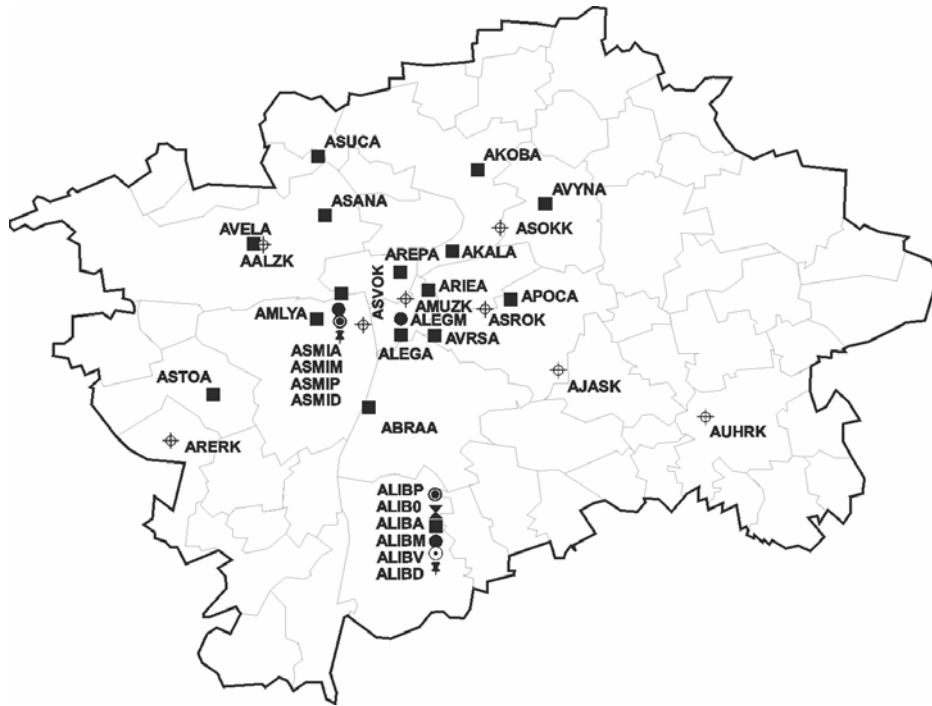 ASUCA
AKOBA
AVYNA
ASANA
AVELA
AALZK
ASOKK
AREPA
AKALA
ASVOK
ARIEA
AMUZK
APOCA
AMLYA
ALEGM
ASROK
ALEGA
AVRSA
ASMIA
ASMIM
ASMIP
ASMID
ASTOA
AJASK
ABRAA
AUHRK
ARERK
ALIBP
ALIB0
ALIBA
ALIBM
ALIBV
ALIBD